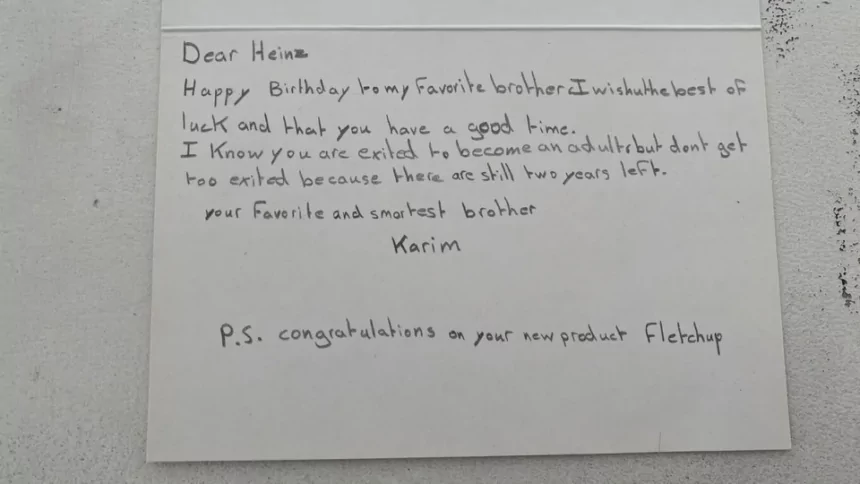 Dear Heinz
Happy Birthday to my Favorite brother I wish u the best of
luck and that you have a good time.
I Know you are exited to become an adult but dont get
too exited because there are still two years left.
your Favorite and smartest brother
Karim
P.S. congratulations on your new product Fletchup